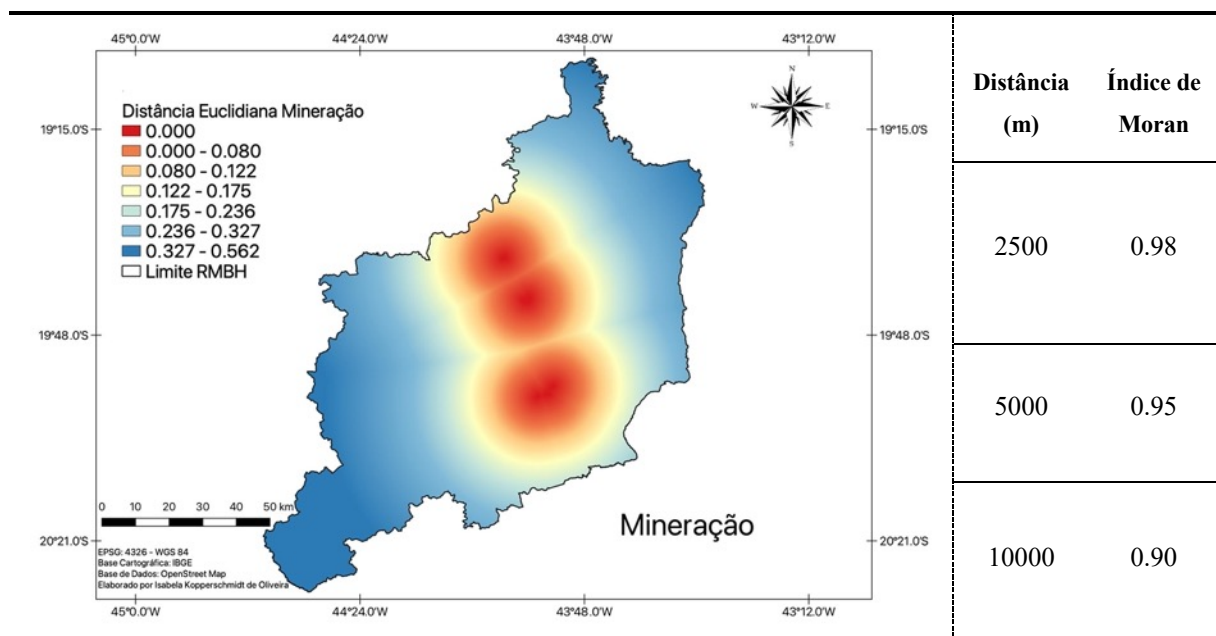 45°0.0'W 44°24.0'W 43°48.0'W 43°12.0'W
Distância Euclidiana Mineração
0.000
0.000 - 0.080
0.080 - 0.122
0.122 - 0.175
0.175 - 0.236
0.236 - 0.327
0.327 - 0.562
Limite RMBH
N
W E
S
19°15.0'S 19°15.0'S
19°48.0'S 19°48.0'S
20°21.0'S 20°21.0'S
0 10 20 30 40 50 km
Mineração
EPSG: 4326 - WGS 84
Base Cartográfica: IBGE
Base de Dados: OpenStreet Map
Elaborado por Isabela Kopperschmidt de Oliveira
45°0.0'W 44°24.0'W 43°48.0'W 43°12.0'W
Distância Índice de
(m) Moran
2500 0.98
5000 0.95
10000 0.90